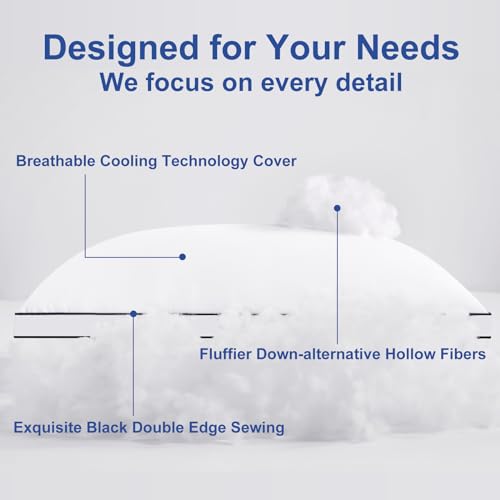 Designed for Your Needs
We focus on every detail
Breathable Cooling Technology Cover
Fluffier Down-alternative Hollow Fibers
Exquisite Black Double Edge Sewing